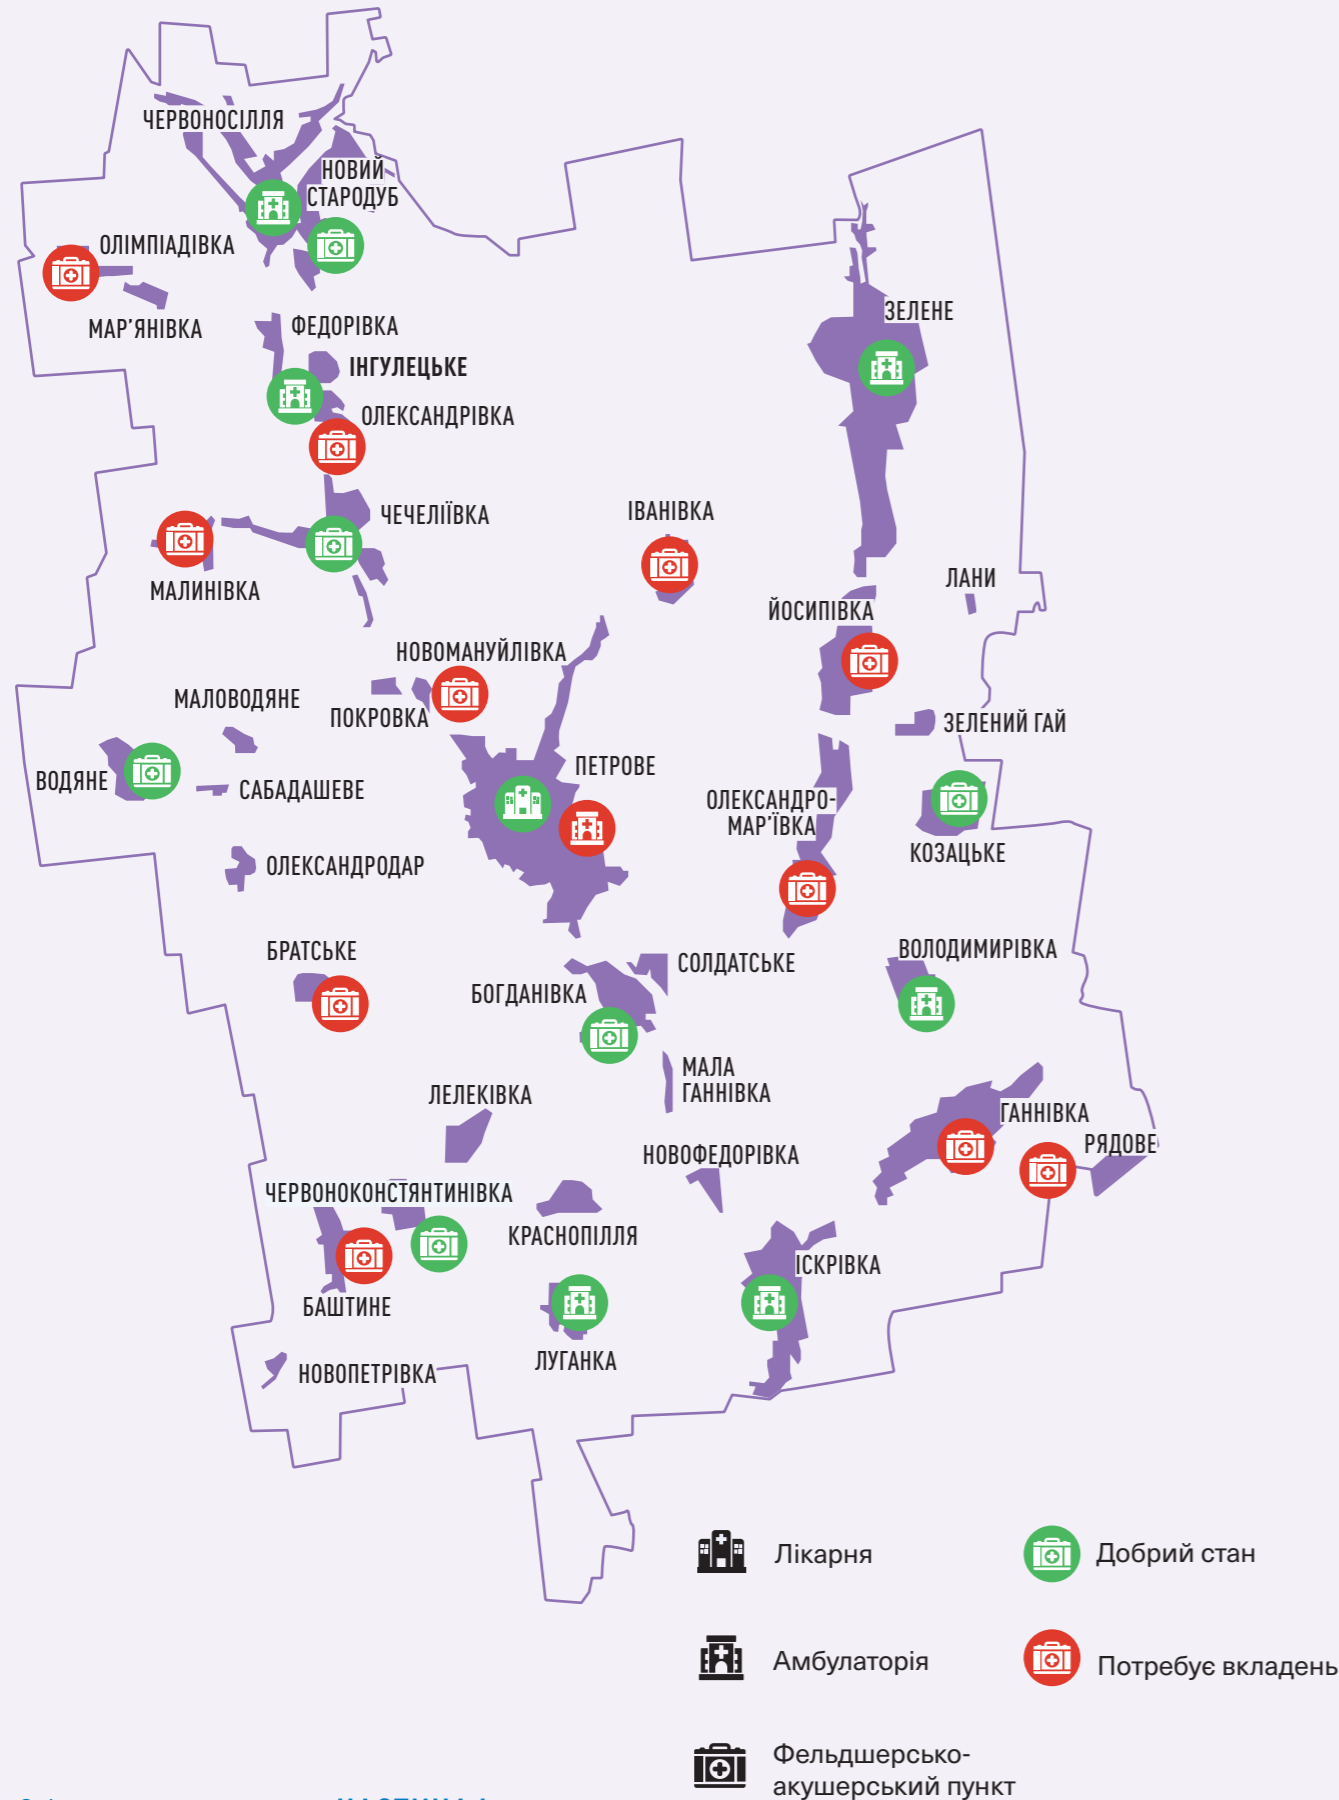 ЧЕРВОНОСІЛЛЯ
НОВИЙ
СТАРОДУБ
ОЛІМПІАДІВКА
МАР’ЯНІВКА
ФЕДОРІВКА
ІНГУЛЕЦЬКЕ
ОЛЕКСАНДРІВКА
ЗЕЛЕНЕ
ЧЕЧЕЛІЇВКА
ІВАНІВКА
МАЛИНІВКА
ЛАНИ
ЙОСИПІВКА
НОВОМАНУЙЛІВКА
МАЛОВОДЯНЕ
ПОКРОВКА
ЗЕЛЕНИЙ ГАЙ
ВОДЯНЕ
САБАДАШЕВЕ
ПЕТРОВЕ
ОЛЕКСАНДРО-
МАР’ЇВКА
КОЗАЦЬКЕ
ОЛЕКСАНДРОДАР
БРАТСЬКЕ
ВОЛОДИМИРІВКА
СОЛДАТСЬКЕ
БОГДАНІВКА
МАЛА
ГАННІВКА
ЛЕЛЕКІВКА
ГАННІВКА
РЯДОВЕ
НОВОФЕДОРІВКА
ЧЕРВОНОКОНСТЯНТИНІВКА
КРАСНОПІЛЛЯ
ІСКРІВКА
БАШТИНЕ
ЛУГАНКА
НОВОПЕТРІВКА
Лікарня
Добрий стан
Амбулаторія
Потребує вкладень
Фельдшерсько-
акушерський пункт